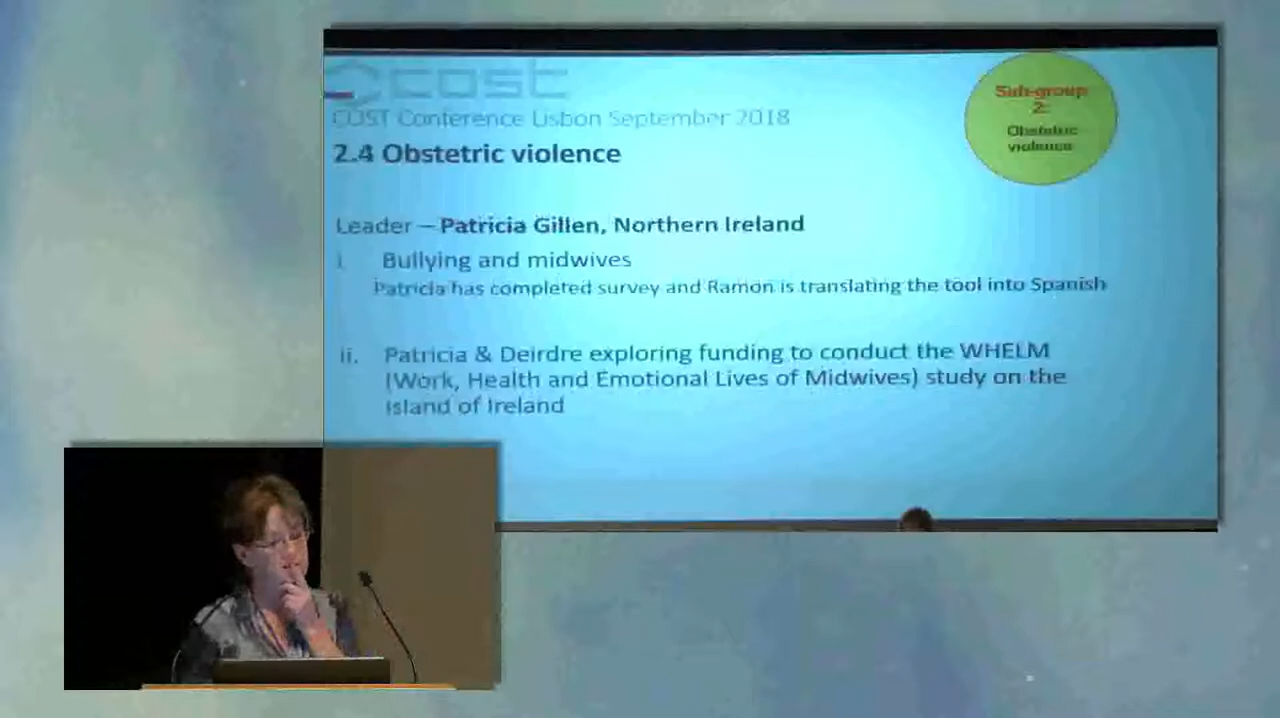 cost
COST Conference Lisbon September 2018
Sub-group
2:
Obstetric
violence
2.4 Obstetric violence
Leader – Patricia Gillen, Northern Ireland
i. Bullying and midwives
Patricia has completed survey and Ramon is translating the tool into Spanish
ii. Patricia & Deirdre exploring funding to conduct the WHELM
(Work, Health and Emotional Lives of Midwives) study on the
Island of Ireland